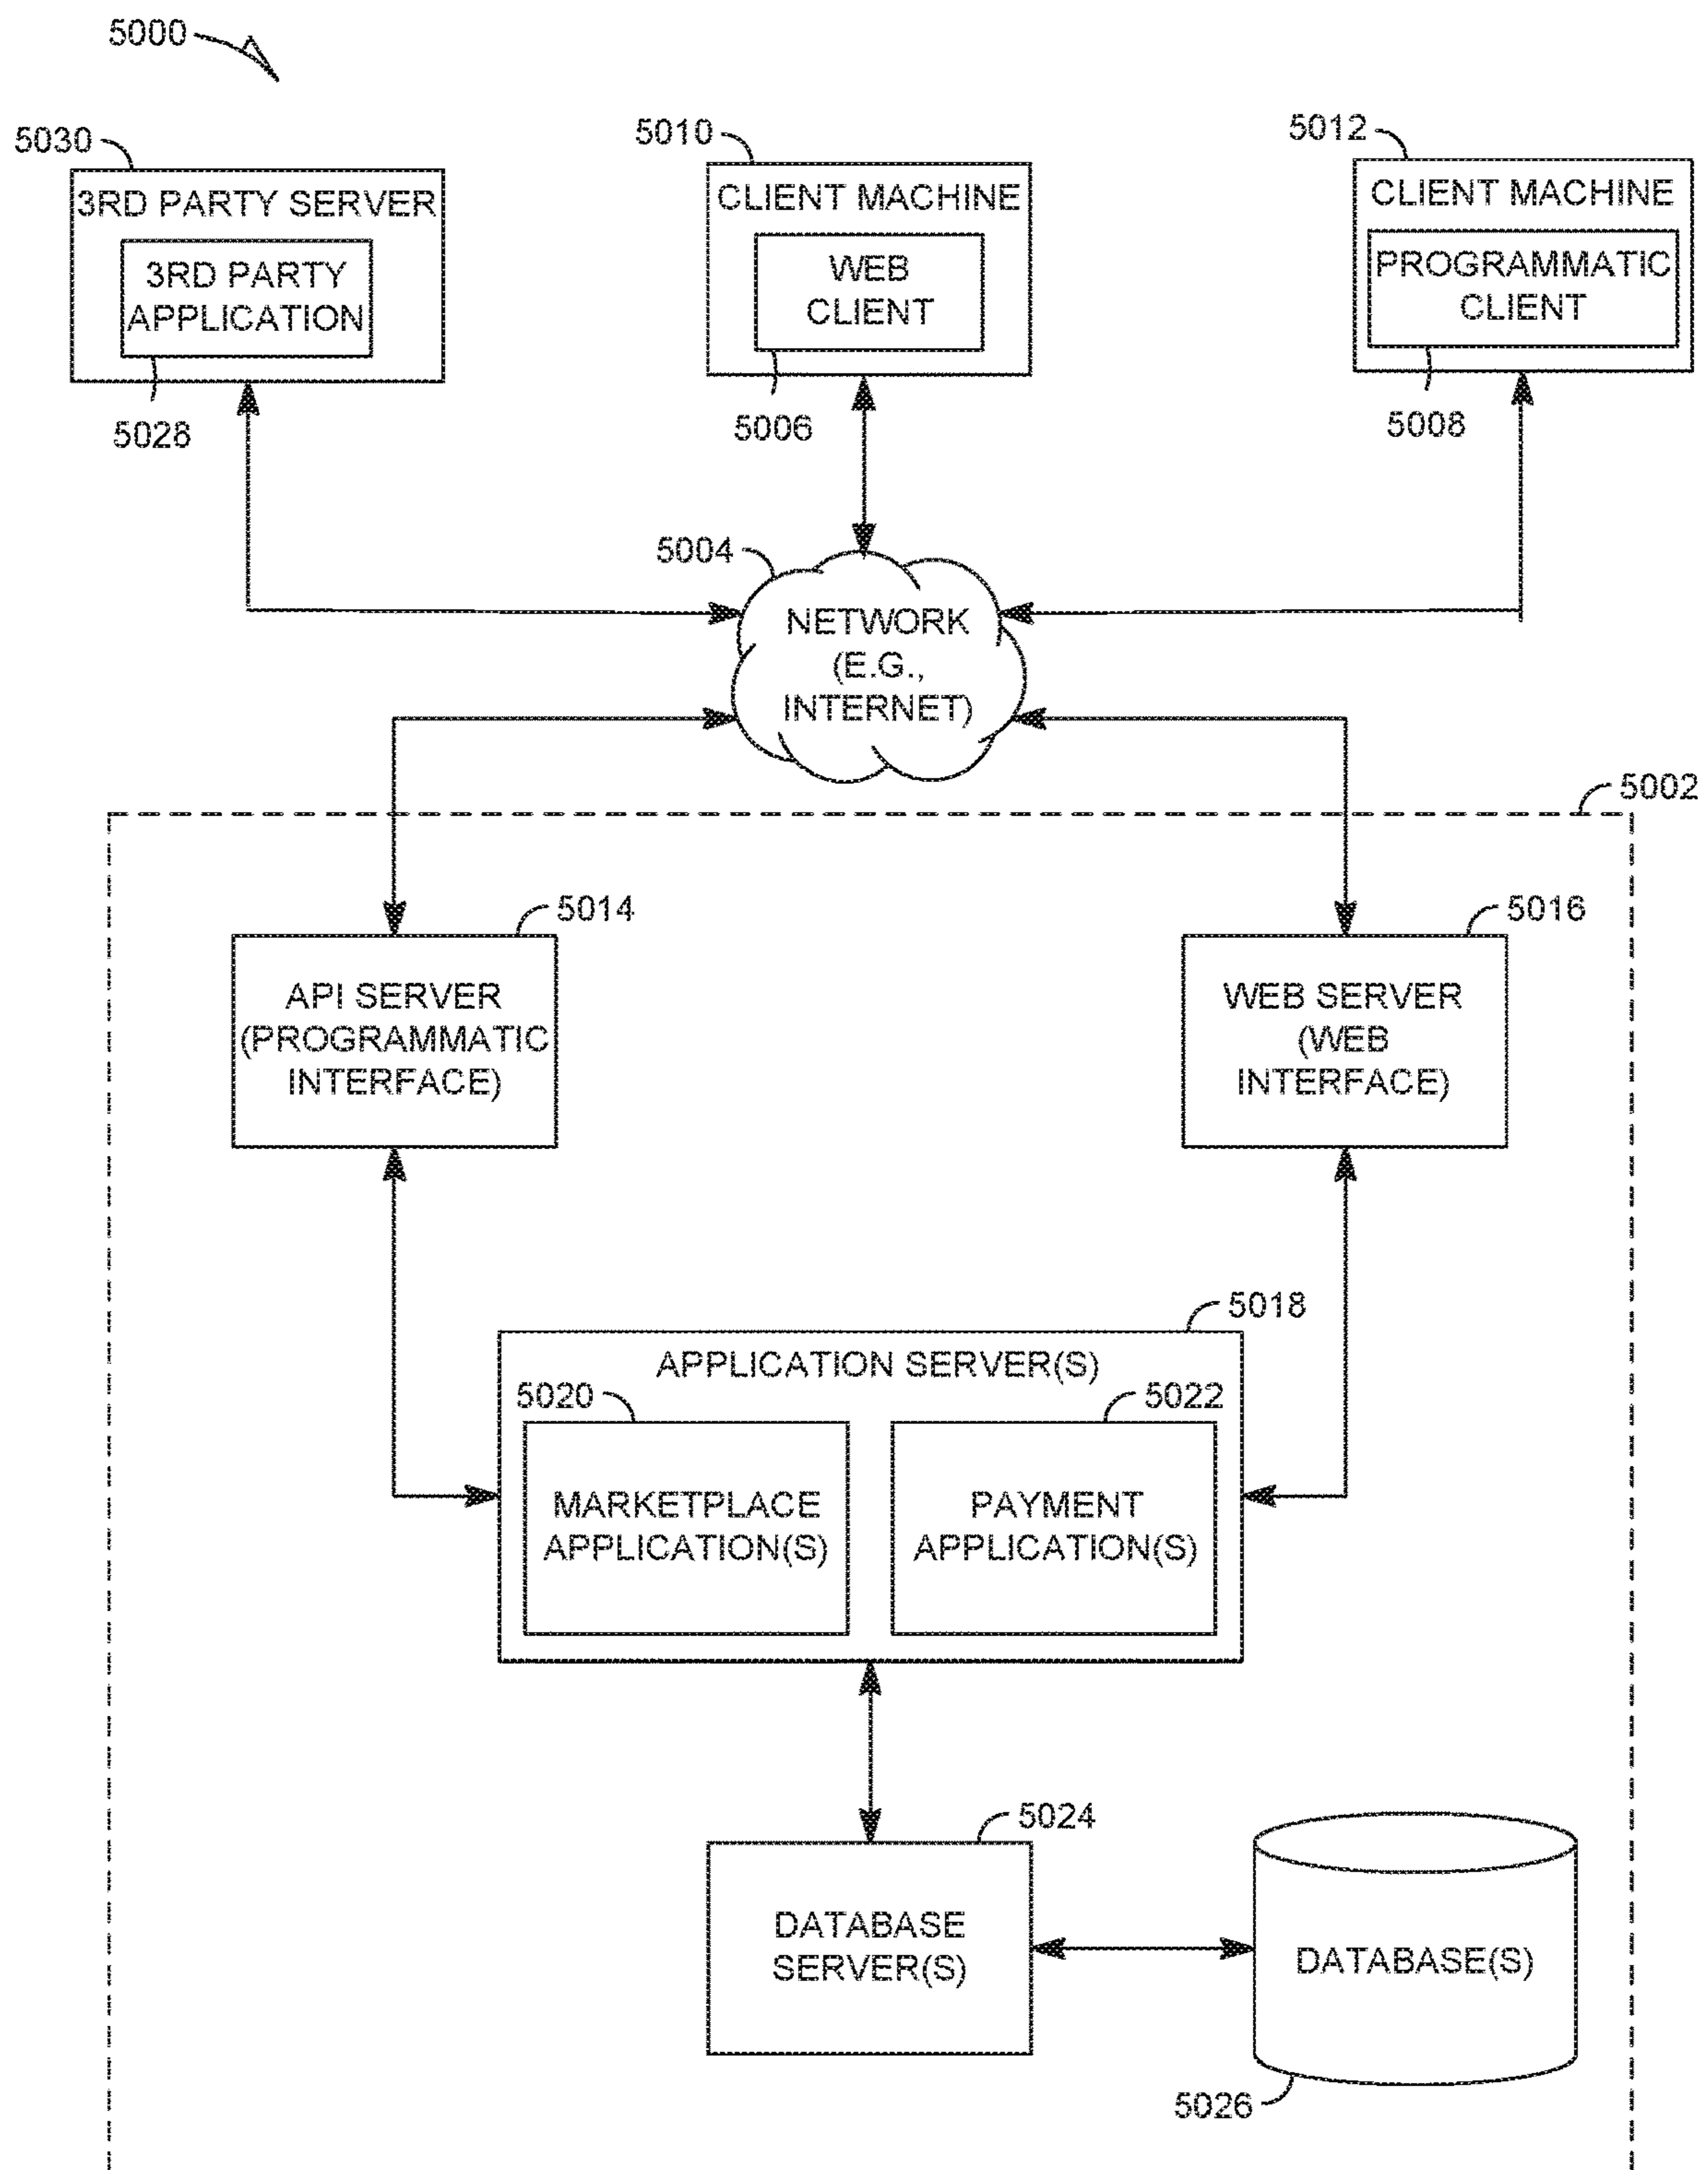 5000
5030
3RD PARTY SERVER
3RD PARTY
APPLICATION
5028
5010
CLIENT MACHINE
WEB
CLIENT
5006
5012
CLIENT MACHINE
PROGRAMMATIC
CLIENT
5008
5004
NETWORK
(E.G.,
INTERNET)
5002
5014
API SERVER
(PROGRAMMATIC
INTERFACE)
5016
WEB SERVER
(WEB
INTERFACE)
5018
APPLICATION SERVER(S)
5020
MARKETPLACE
APPLICATION(S)
5022
PAYMENT
APPLICATION(S)
5024
DATABASE
SERVER(S)
DATABASE(S)
5026